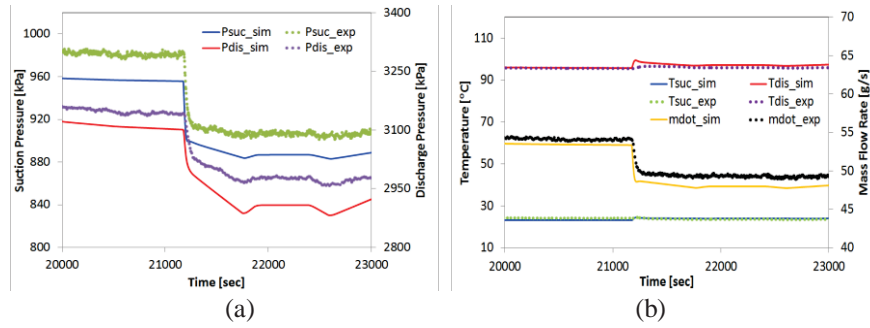 (a)
Psuc_sim
Psuc_exp
Pdis_sim
Pdis_exp
Suction Pressure [kPa]
1000
960
920
880
840
800
Discharge Pressure [kPa]
3400
3250
3100
2950
2800
20000
21000
22000
23000
Time [sec]
(a)
(b)
Tsuc_sim
Tdis_sim
Tsuc_exp
Tdis_exp
mdot_sim
mdot_exp
Temperature [°C]
110
90
70
50
30
10
Mass Flow Rate [g/s]
70
65
60
55
50
45
40
20000
21000
22000
23000
Time [sec]
(b)